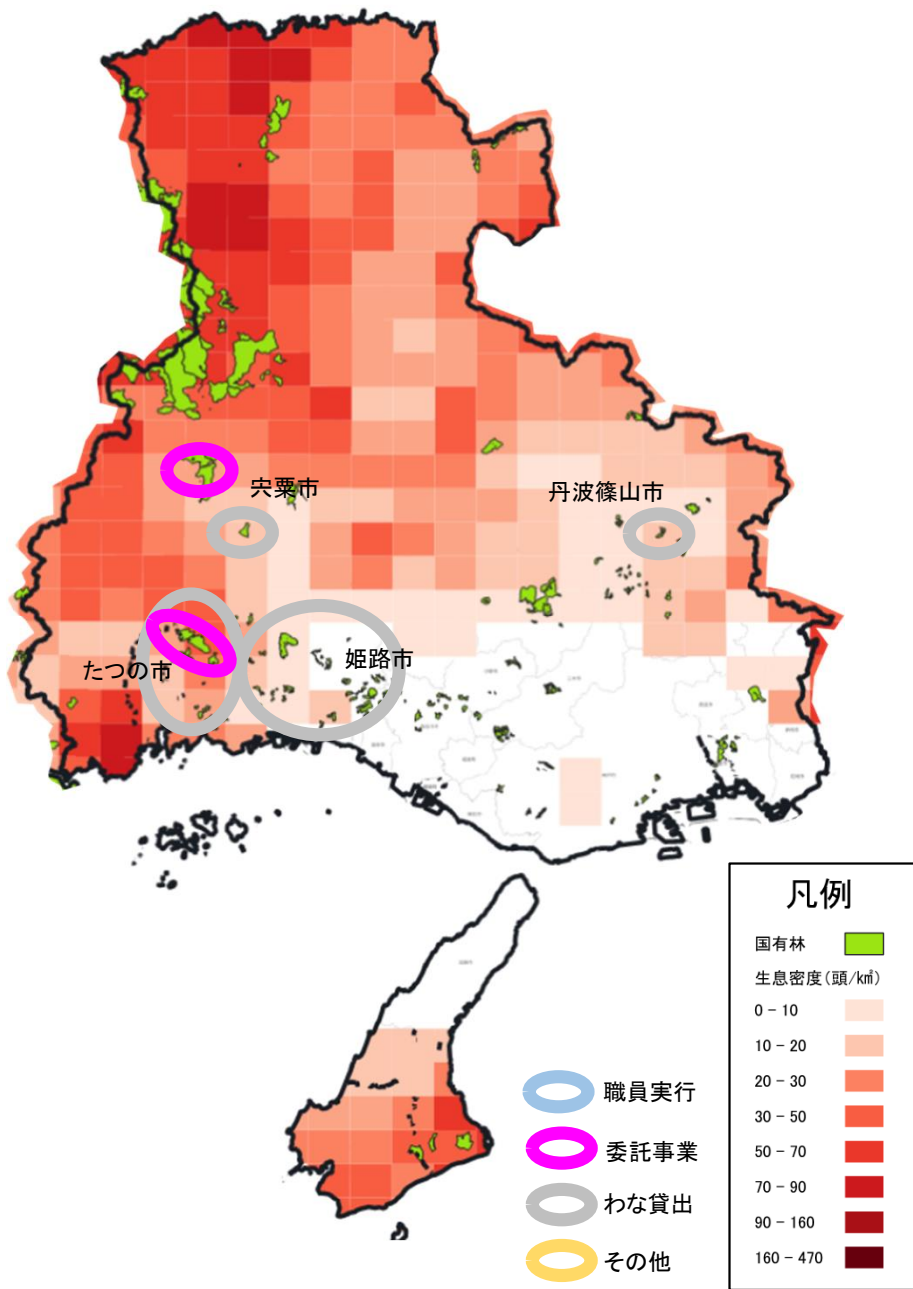 宍粟市
丹波篠山市
たつの市
姫路市
凡例
国有林
生息密度(頭/k㎡)
0 - 10
10 - 20
20 - 30
30 - 50
50 - 70
70 - 90
90 - 160
160 - 470
職員実行
委託事業
わな貸出
その他